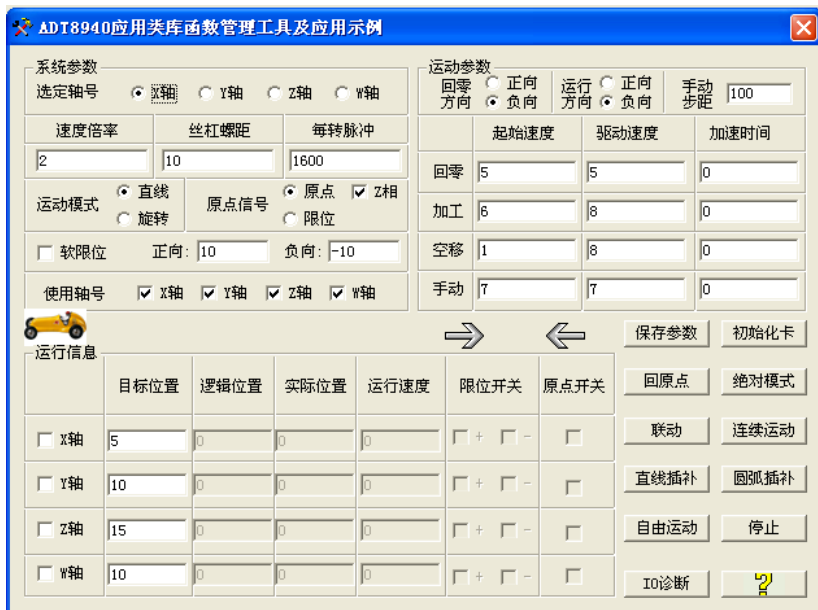 ADT8940应用类库函数管理工具及应用示例
系统参数
选定轴号 X轴 Y轴 Z轴 W轴
速度倍率 丝杠螺距 每转脉冲
2 10 1600
运动模式 直线 旋转 原点信号 原点 Z相 限位
软限位 正向: 10 负向: -10
使用轴号 X轴 Y轴 Z轴 W轴
运动参数
回零方向 正向 负向 运行方向 正向 负向 手动步距 100
起始速度 驱动速度 加速时间
回零 5 5 0
加工 6 8 0
空移 1 8 0
手动 7 7 0
运行信息
目标位置 逻辑位置 实际位置 运行速度 限位开关 原点开关
X轴 5 0 0 0 + -
Y轴 10 0 0 0 + -
Z轴 15 0 0 0 + -
W轴 10 0 0 0 + -
保存参数 初始化卡
回原点 绝对模式
联动 连续运动
直线插补 圆弧插补
自由运动 停止
IO诊断 ?